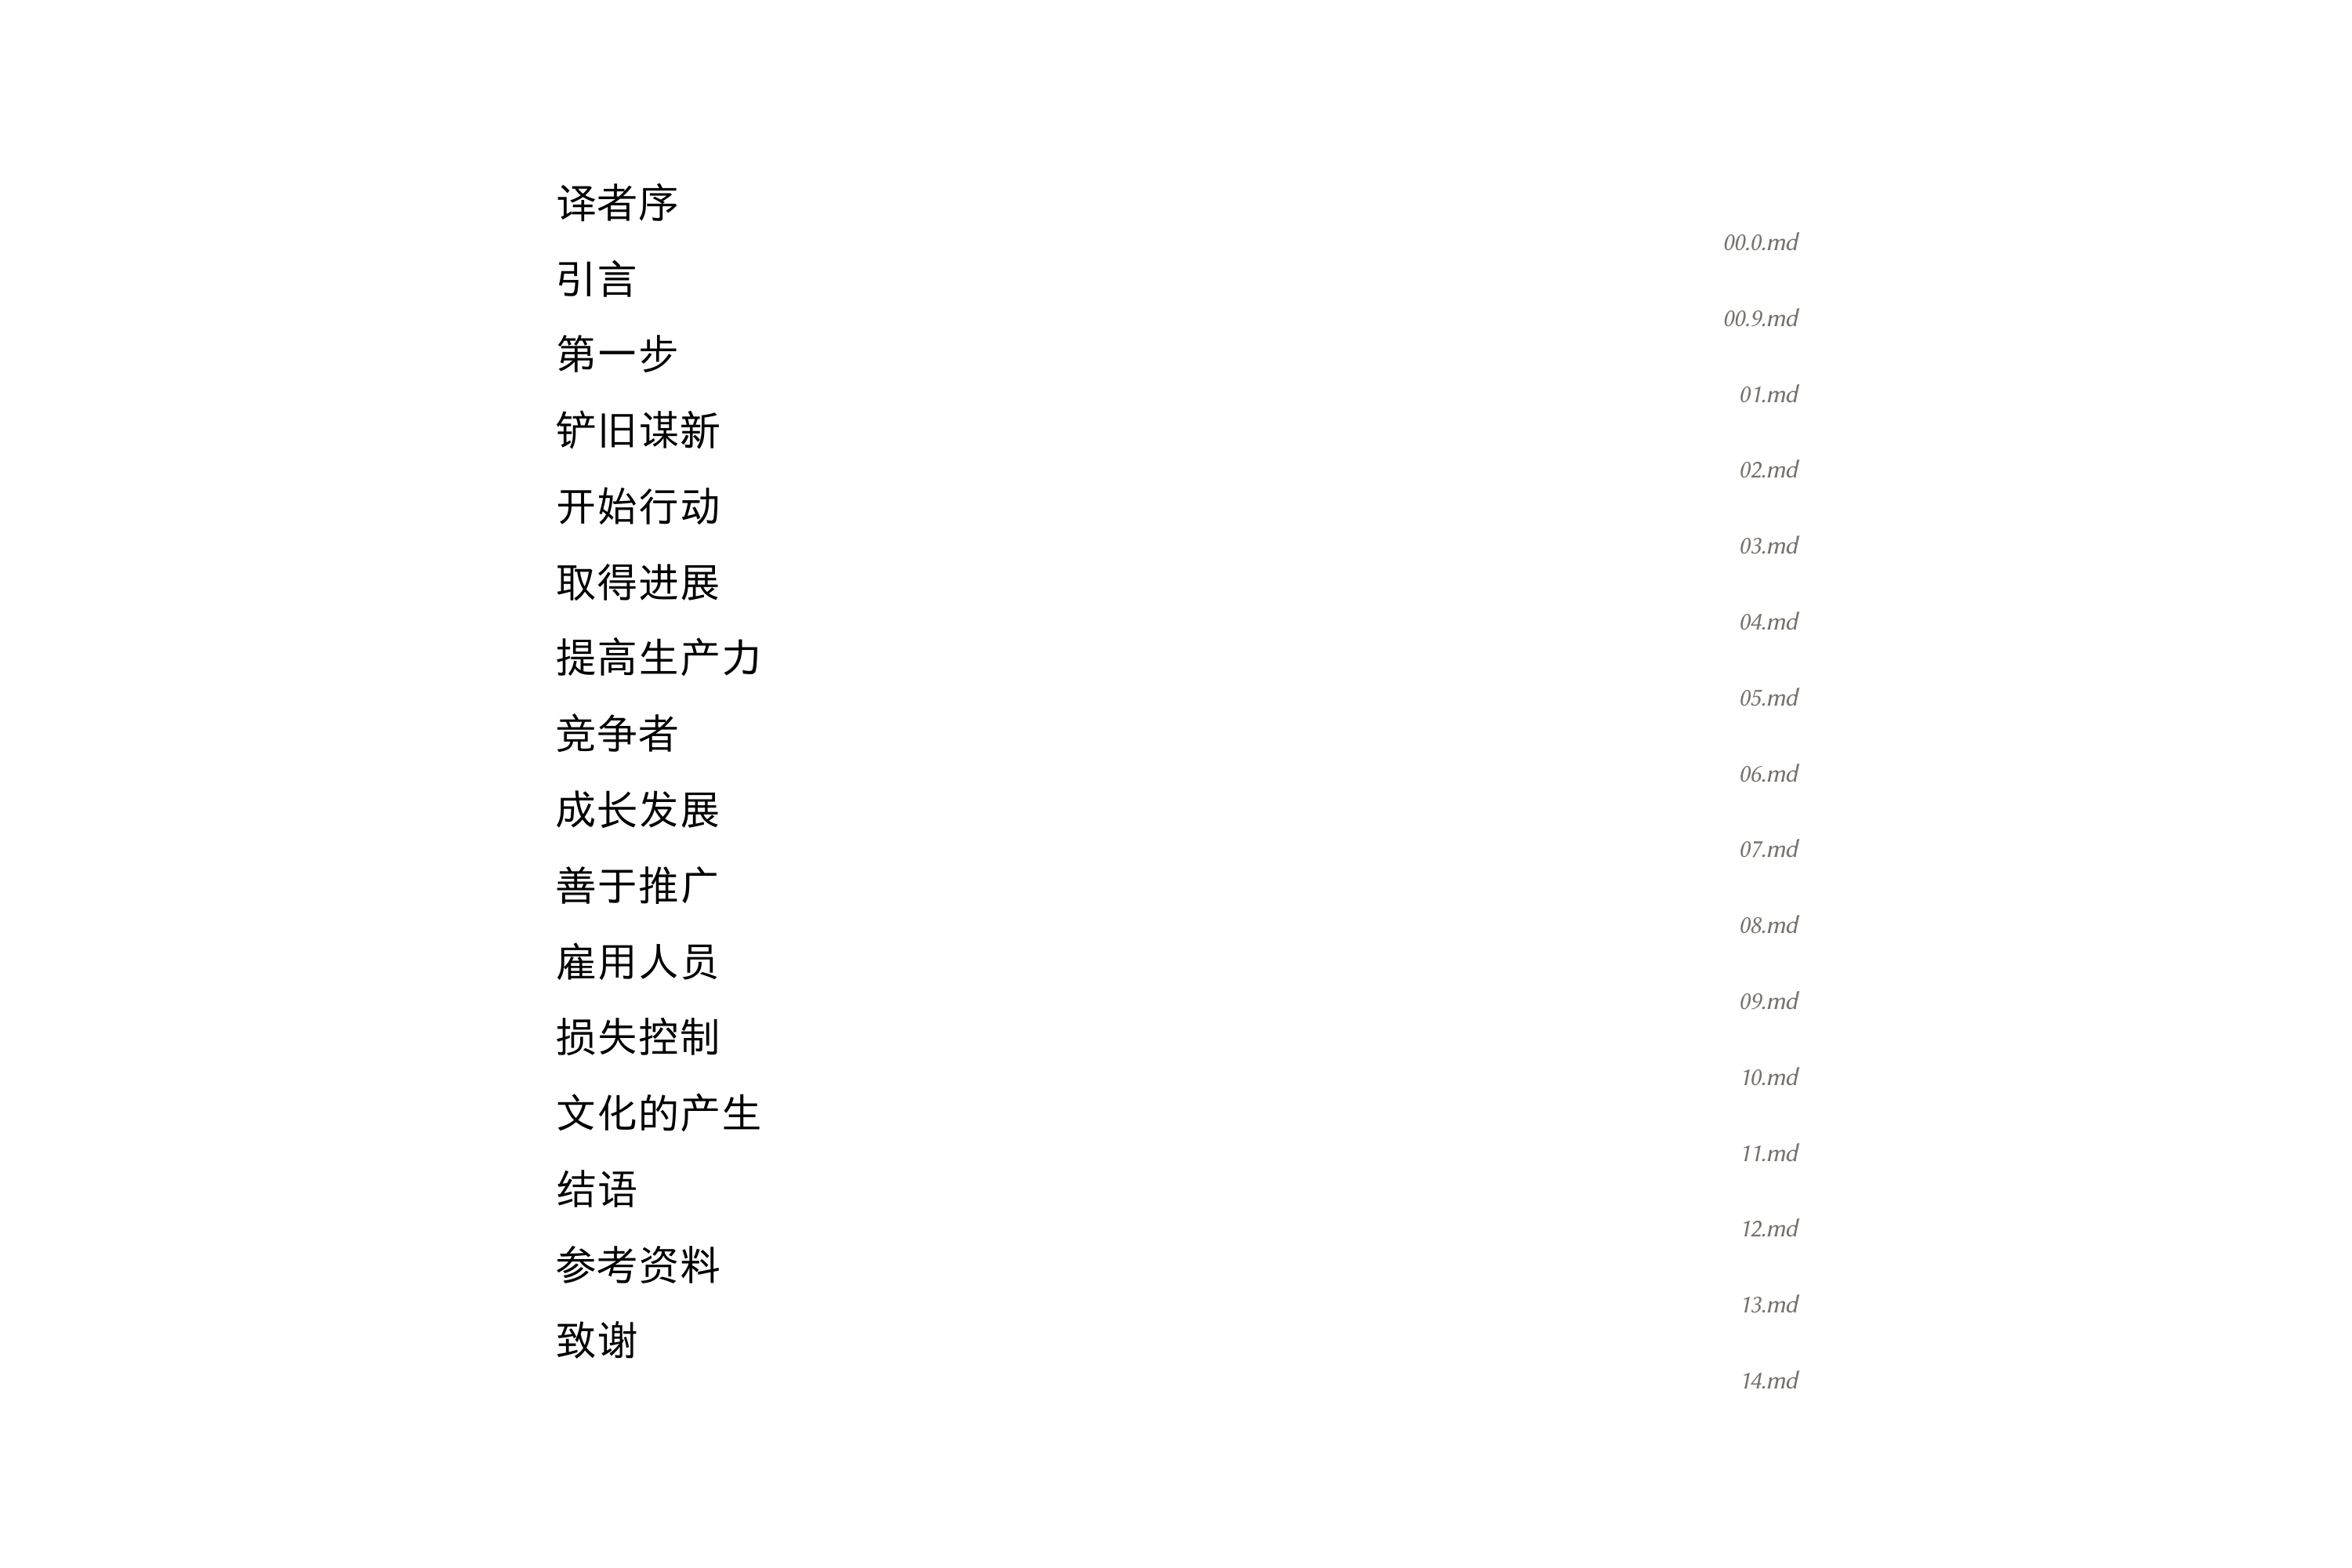 译者序
00.0.md
引言
00.9.md
第一步
01.md
铲旧谋新
02.md
开始行动
03.md
取得进展
04.md
提高生产力
05.md
竞争者
06.md
成长发展
07.md
善于推广
08.md
雇用人员
09.md
损失控制
10.md
文化的产生
11.md
结语
12.md
参考资料
13.md
致谢
14.md